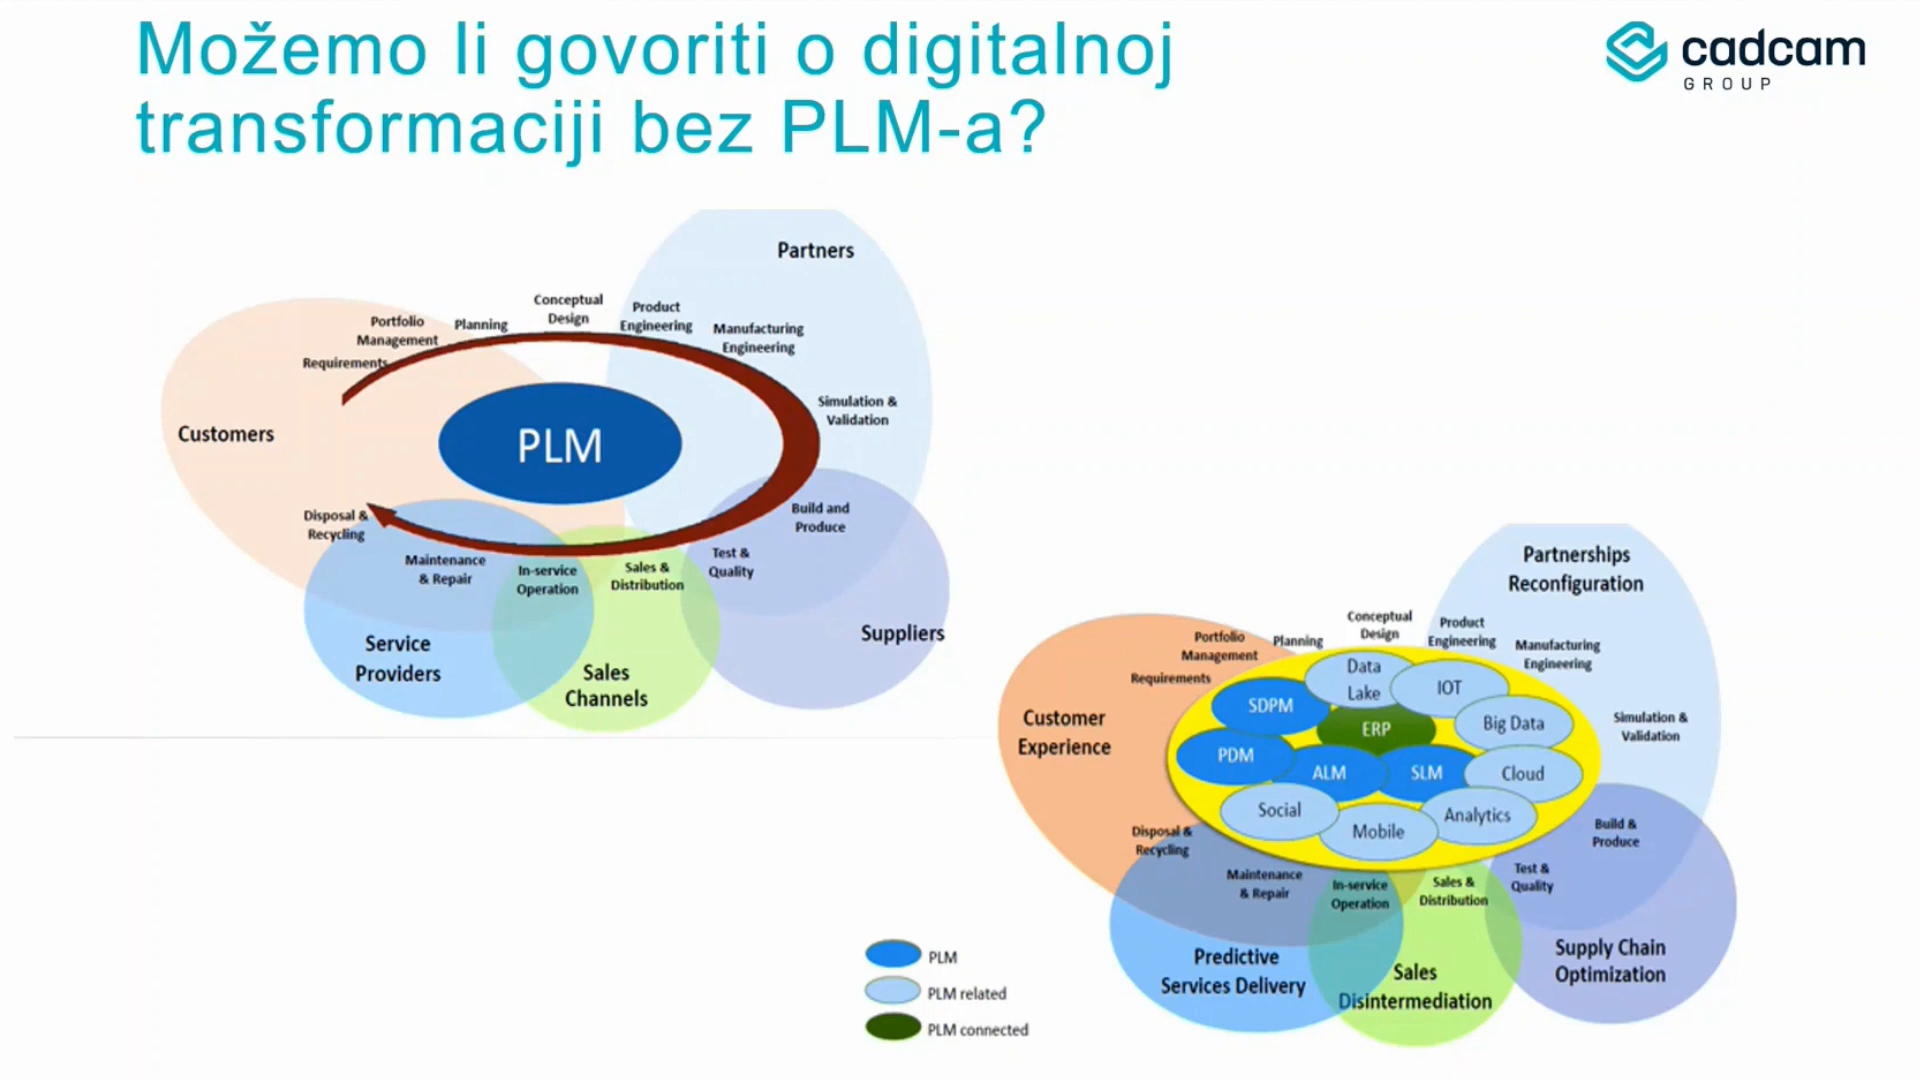 Možemo li govoriti o digitalnoj
transformaciji bez PLM-a?
cadcam
GROUP
Partners
Conceptual
Design
Product
Engineering
Portfolio
Management
Planning
Manufacturing
Engineering
Requirements
Simulation &
Validation
Customers
PLM
Disposal &
Recycling
Build and
Produce
Maintenance
& Repair
In-service
Operation
Sales &
Distribution
Test &
Quality
Service
Providers
Sales
Channels
Suppliers
Partnerships
Reconfiguration
Conceptual
Design
Product
Engineering
Portfolio
Management
Planning
Manufacturing
Engineering
Requirements
Data
Lake
IOT
SDPM
Big Data
ERP
Simulation &
Validation
Customer
Experience
PDM
ALM
SLM
Cloud
Social
Mobile
Analytics
Disposal &
Recycling
Build &
Produce
Maintenance
& Repair
In-service
Operation
Sales &
Distribution
Test &
Quality
Predictive
Services Delivery
Sales
Disintermediation
Supply Chain
Optimization
PLM
PLM related
PLM connected